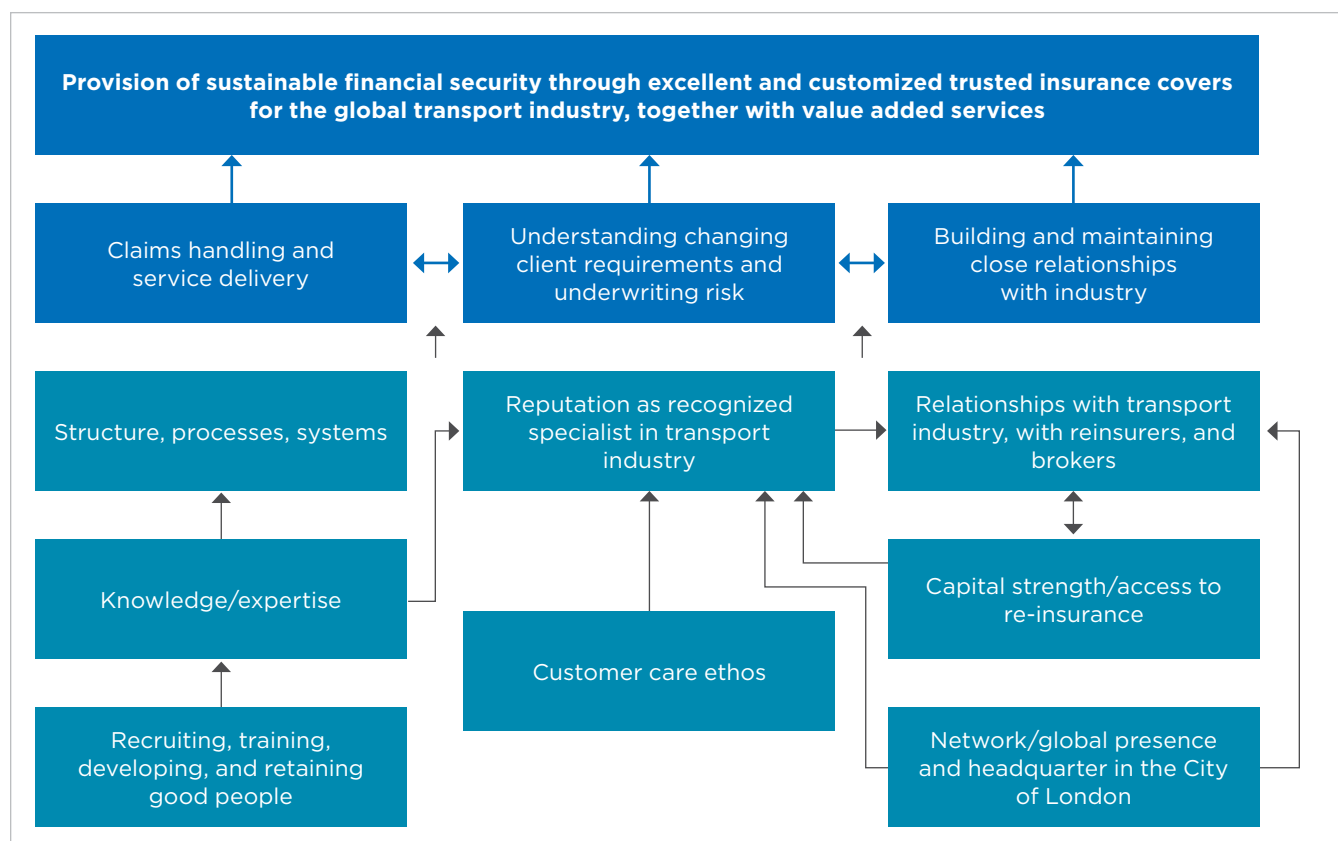 Provision of sustainable financial security through excellent and customized trusted insurance covers
for the global transport industry, together with value added services
Claims handling and
service delivery
Understanding changing
client requirements and
underwriting risk
Building and maintaining
close relationships
with industry
Structure, processes, systems
Reputation as recognized
specialist in transport
industry
Relationships with transport
industry, with reinsurers, and
brokers
Knowledge/expertise
Capital strength/access to
re-insurance
Customer care ethos
Recruiting, training,
developing, and retaining
good people
Network/global presence
and headquarter in the City
of London